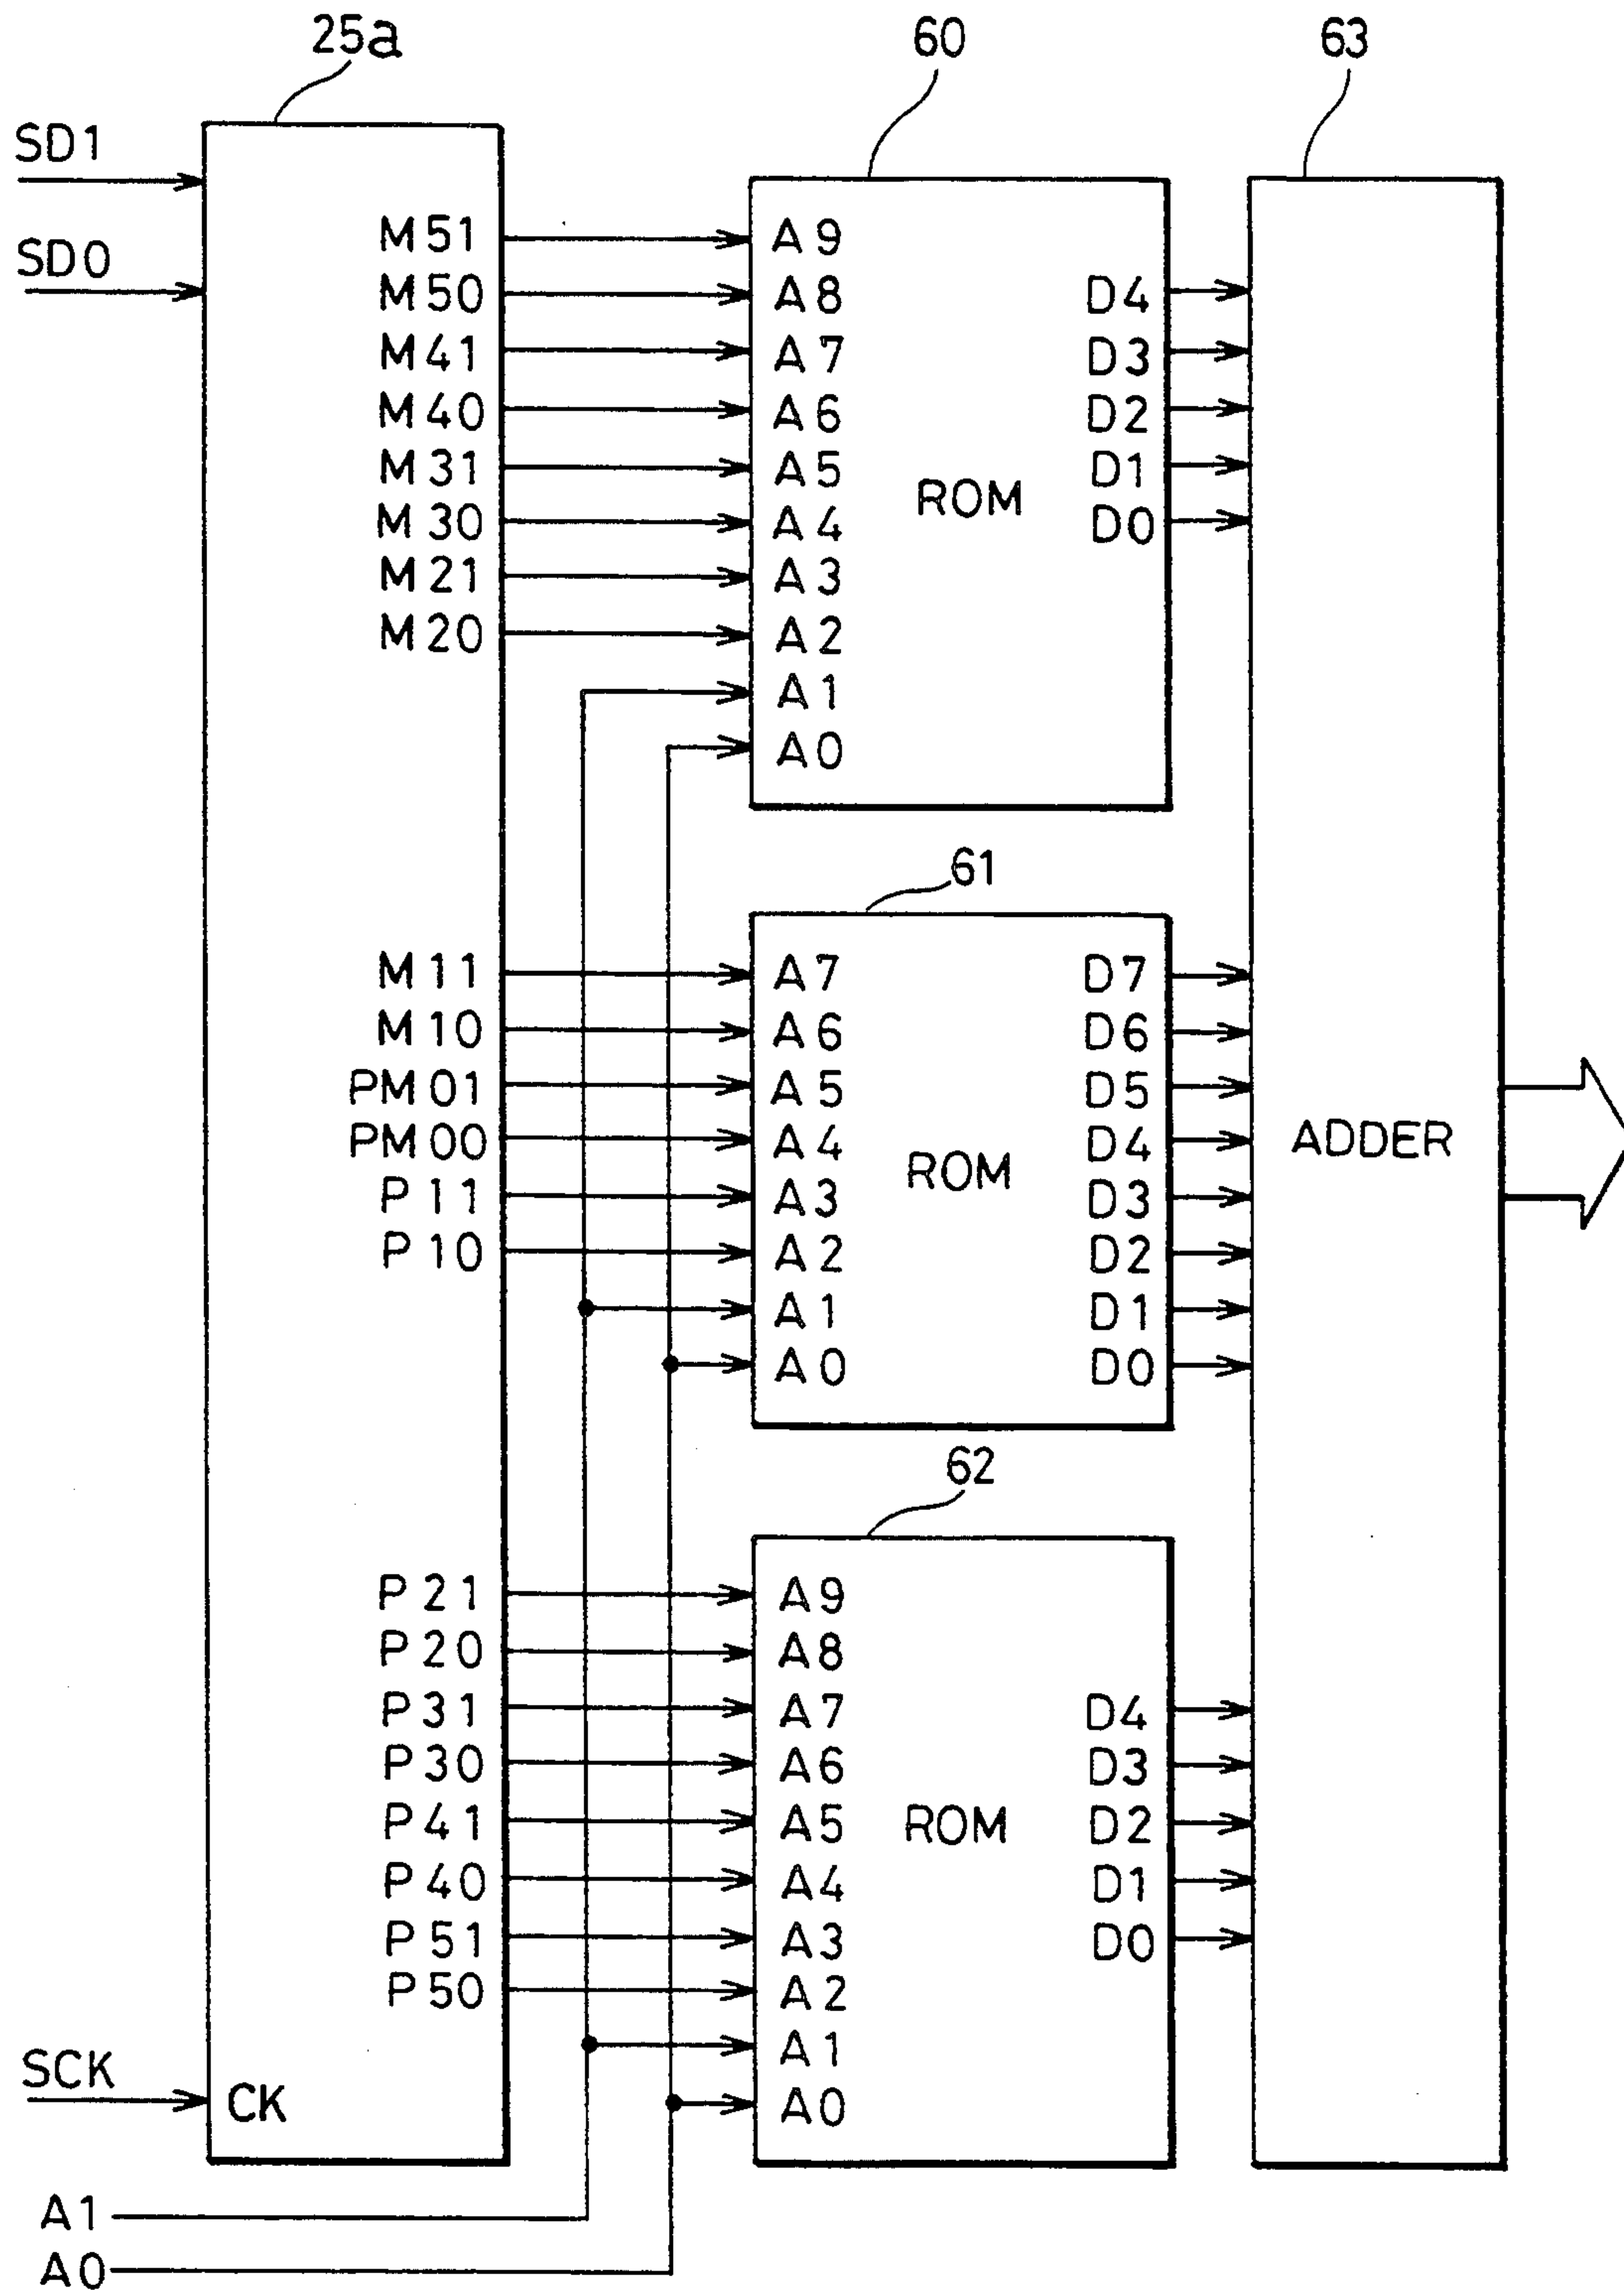 25a
60
63
SD1
SD0
M51
M50
M41
M40
M31
M30
M21
M20
A9
A8
A7
A6
A5
A4
A3
A2
A1
A0
ROM
D4
D3
D2
D1
D0
61
M11
M10
PM01
PM00
P11
P10
A7
A6
A5
A4
A3
A2
A1
A0
ROM
D7
D6
D5
D4
D3
D2
D1
D0
ADDER
62
P21
P20
P31
P30
P41
P40
P51
P50
A9
A8
A7
A6
A5
A4
A3
A2
A1
A0
ROM
D4
D3
D2
D1
D0
SCK
CK
A1
A0